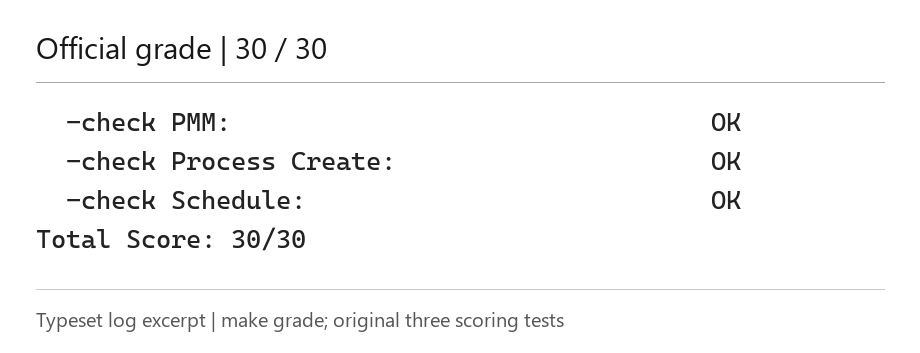 Official grade | 30 / 30
-check PMM: OK
-check Process Create: OK
-check Schedule: OK
Total Score: 30/30
Typeset log excerpt | make grade; original three scoring tests